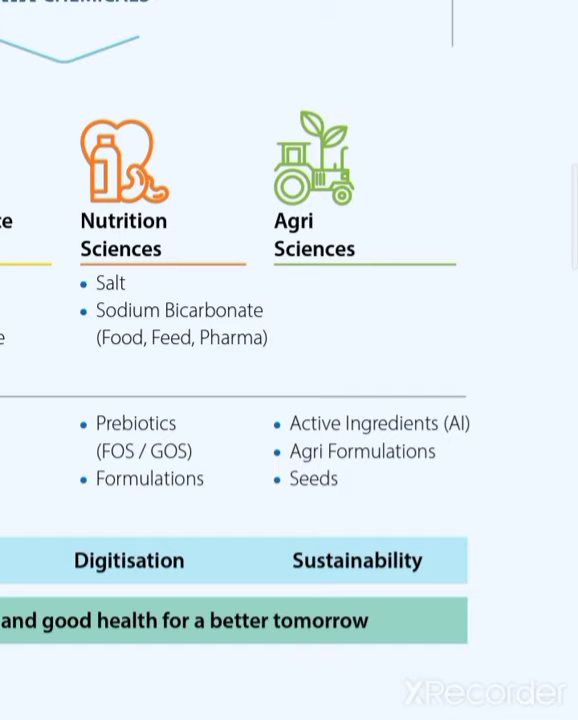 Nutrition
Sciences
• Salt
• Sodium Bicarbonate
(Food, Feed, Pharma)
Agri
Sciences
• Prebiotics
(FOS / GOS)
• Formulations
• Active Ingredients (AI)
• Agri Formulations
• Seeds
Digitisation Sustainability
and good health for a better tomorrow
XRecorder